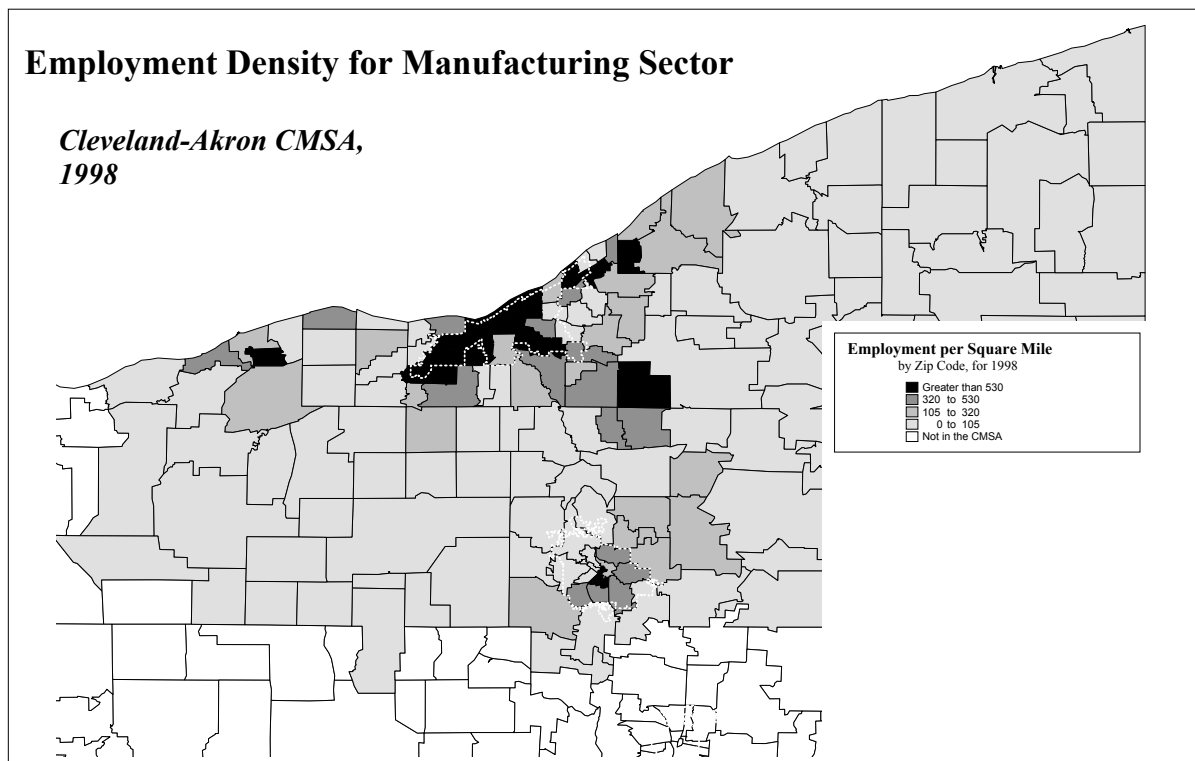 Employment Density for Manufacturing Sector
Cleveland-Akron CMSA,
1998
Employment per Square Mile
by Zip Code, for 1998
Greater than 530
320 to 530
105 to 320
0 to 105
Not in the CMSA